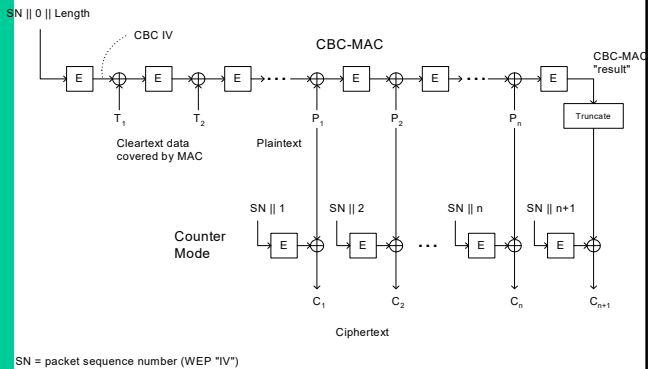 SN || 0 || Length
CBC IV
CBC-MAC
CBC-MAC
"result"
E E E ... E E ... E
Truncate
T1 T2 P1 P2 Pn
Cleartext data
covered by MAC
Plaintext
SN || 1 SN || 2 SN || n SN || n+1
Counter
Mode
E E ... E E
C1 C2 Cn Cn+1
Ciphertext
SN = packet sequence number (WEP "IV")